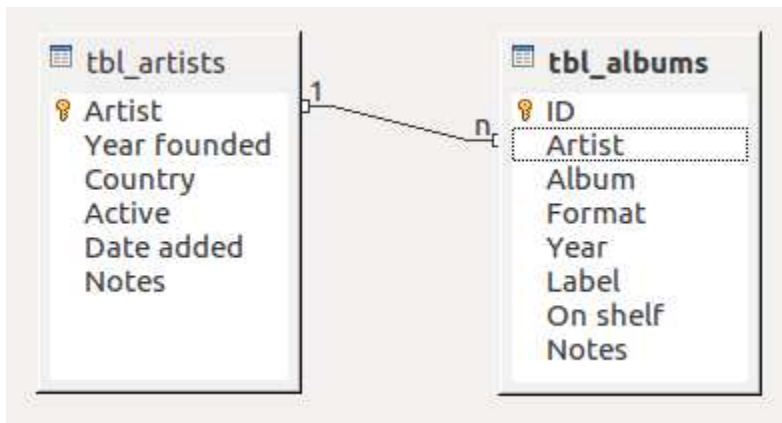 tbl_artists
Artist
Year founded
Country
Active
Date added
Notes
1
n
tbl_albums
ID
Artist
Album
Format
Year
Label
On shelf
Notes